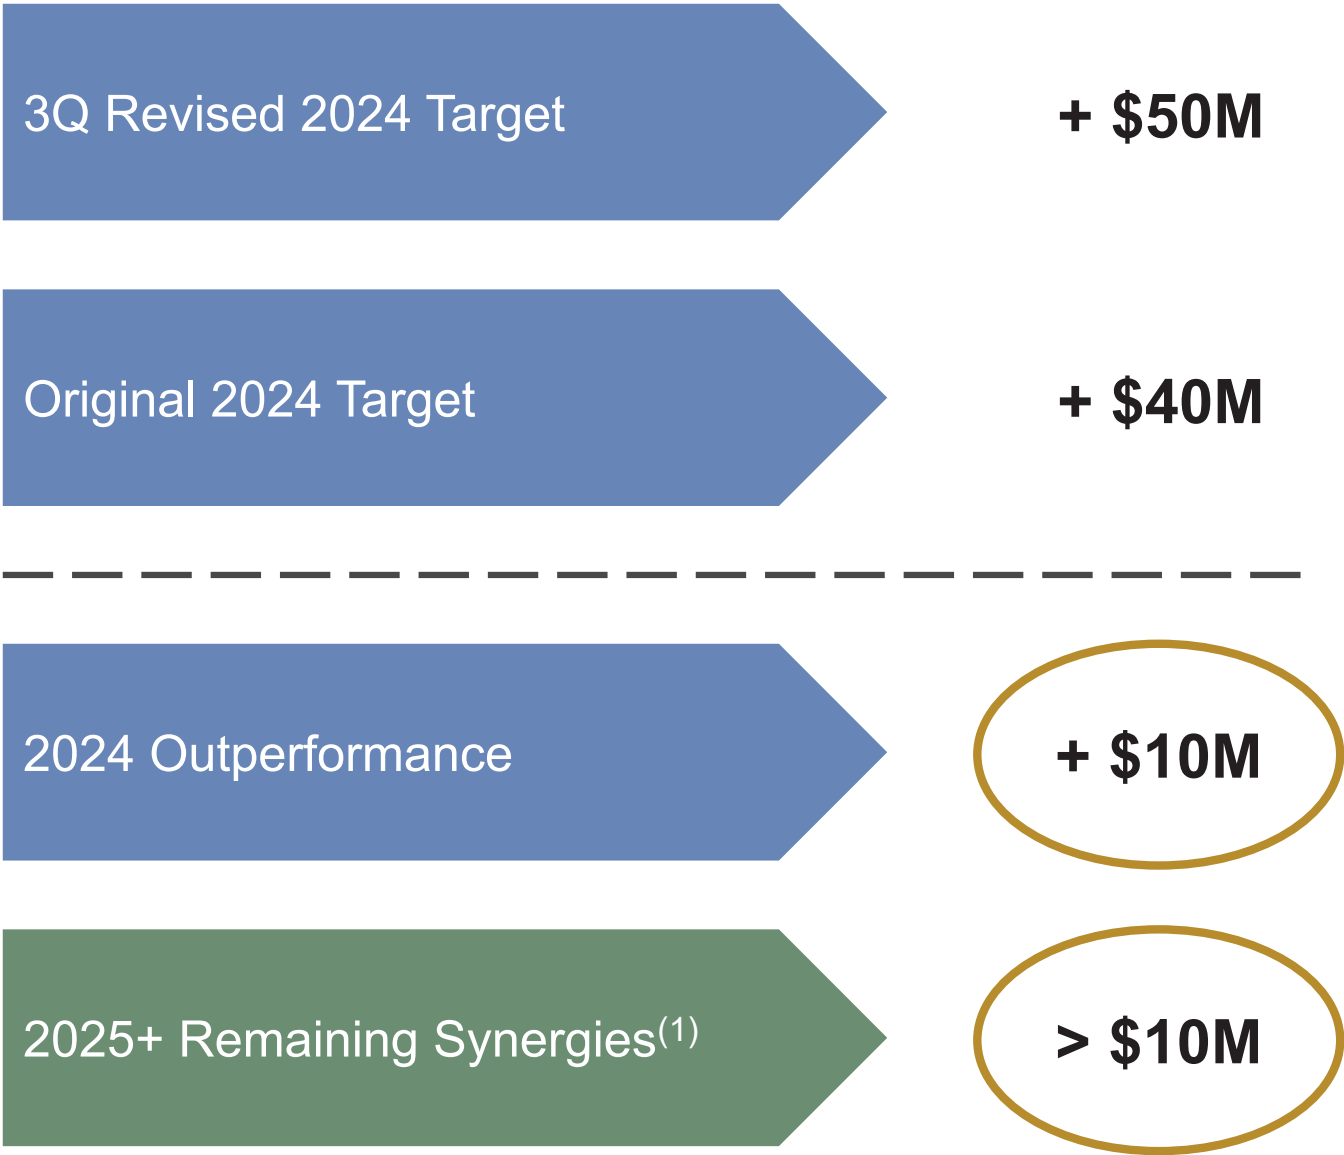 3Q Revised 2024 Target + $50M
Original 2024 Target + $40M
2024 Outperformance + $10M
2025+ Remaining Synergies(1) > $10M